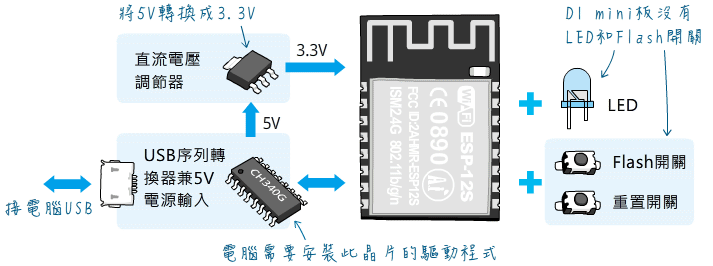 將5V轉換成3.3V
D1 mini板沒有
LED和Flash開關
直流電壓
調節器
3.3V
5V
LED
USB序列轉
換器兼5V
電源輸入
CH340G
WiFi ESP-12S
CE0890 Ai
FCC ID:2AHMR-ESP12S
ISM2.4G 802.11b/g/n
Flash開關
重置開關
接電腦USB
電腦需要安裝此晶片的驅動程式